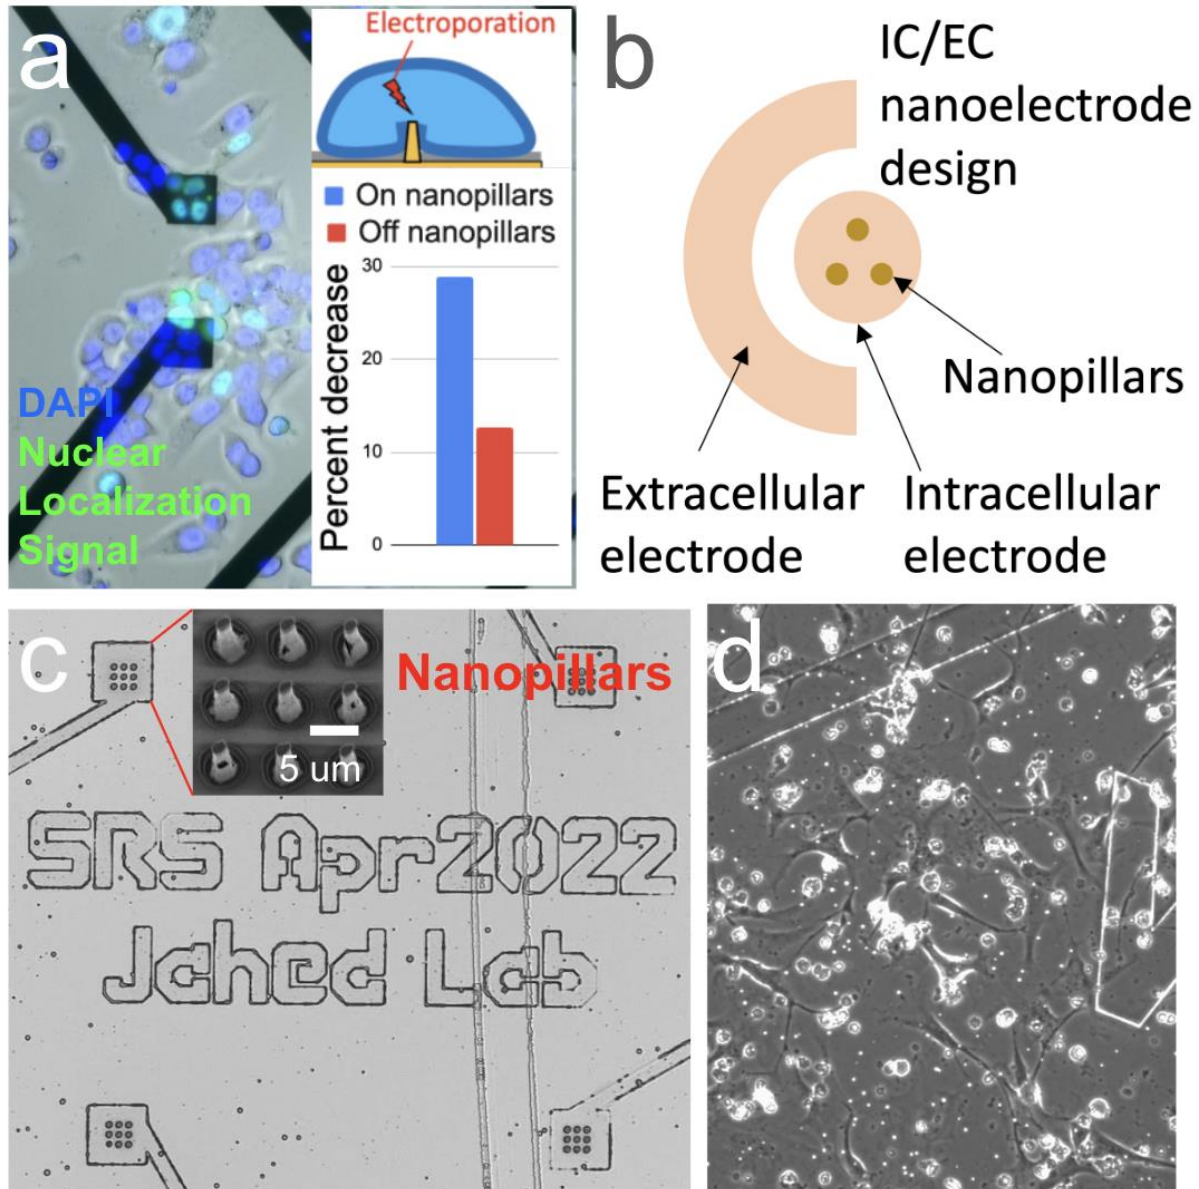 a
Electroporation
On nanopillars
Off nanopillars
Percent decrease
30
20
10
0
DAPI
Nuclear
Localization
Signal
b
IC/EC
nanoelectrode
design
Nanopillars
Extracellular
electrode
Intracellular
electrode
c
Nanopillars
5 um
SRS Apr2022
Jahed Lab
d